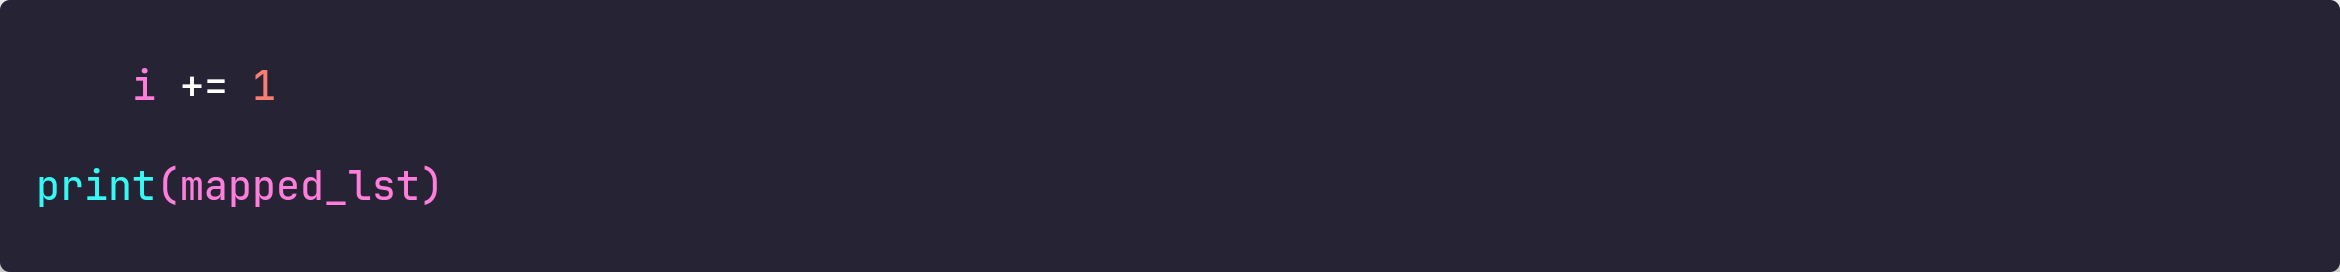 i += 1
print(mapped_lst)